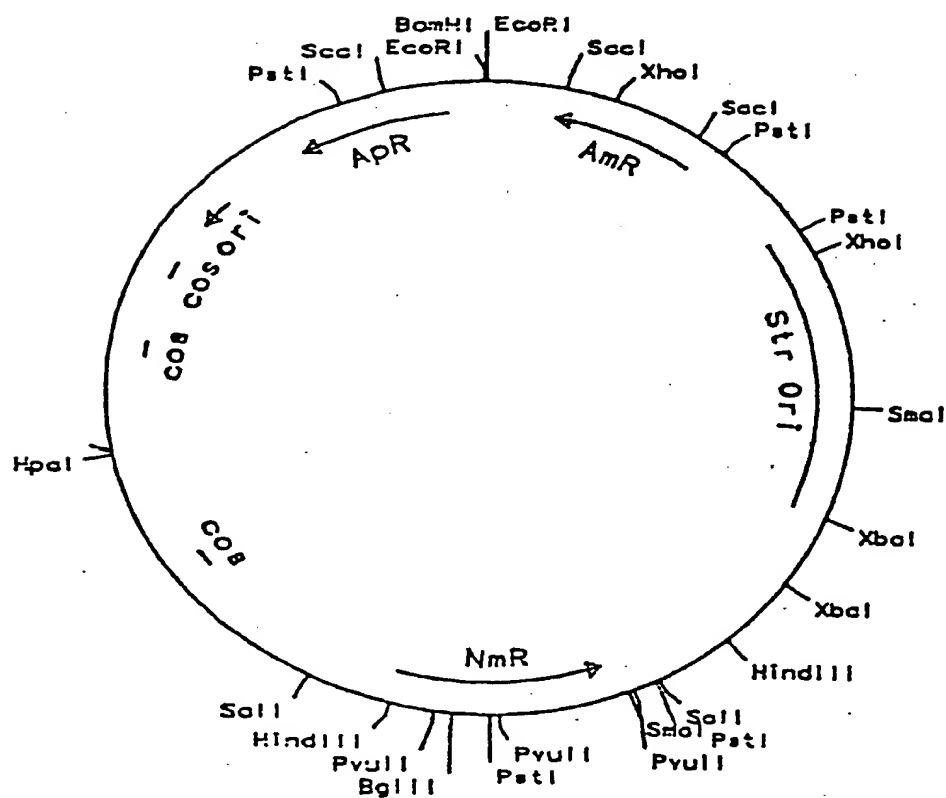 BamHI EcoRI
SacI EcoRI
PstI
SacI
XhoI
SacI
PstI
ApR
AmR
PstI
XhoI
Ori
cos
cos
Str Ori
SmaI
HpaI
cos
XbaI
XbaI
NmR
HindIII
SalI
HindIII
PvuII
BglII
PstI
PvuII
SmaI
SalI
PstI
PvuII